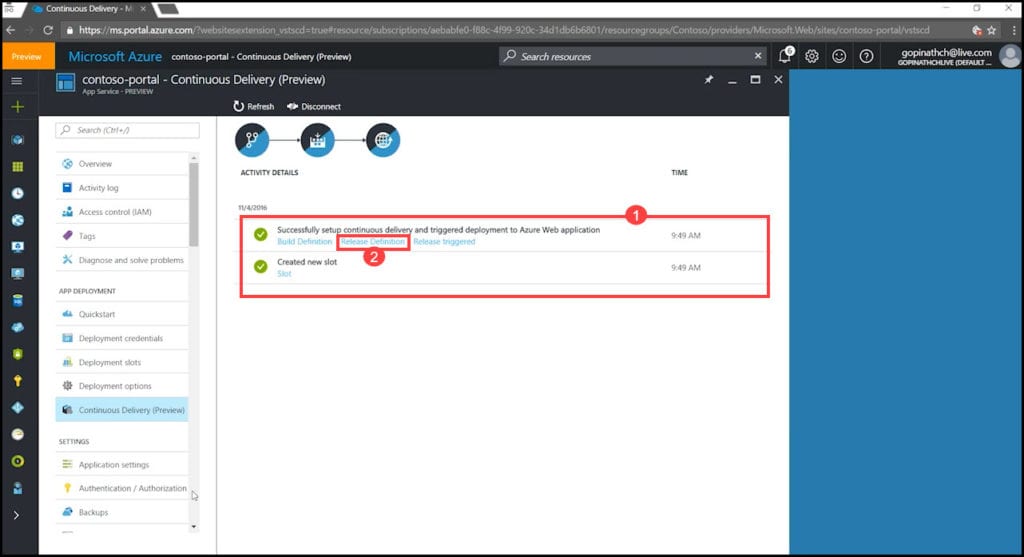 Continuous Delivery - M
https://ms.portal.azure.com/?websitesextension_vstscd=true#resource/subscriptions/aebabfe0-f88c-4f99-920c-34d1db6b6801/resourcegroups/Contoso/providers/Microsoft.Web/sites/contoso-portal/vstscd
Preview
Microsoft Azure
contoso-portal - Continuous Delivery (Preview)
Search resources
6
gopinathch@live.com
GOPINATHCHLIVE (DEFAULT ...
contoso-portal - Continuous Delivery (Preview)
App Service - PREVIEW
Refresh
Disconnect
Search (Ctrl+/)
Overview
Activity log
Access control (IAM)
Tags
Diagnose and solve problems
APP DEPLOYMENT
Quickstart
Deployment credentials
Deployment slots
Deployment options
Continuous Delivery (Preview)
SETTINGS
Application settings
Authentication / Authorization
Backups
ACTIVITY DETAILS
TIME
11/4/2016
1
Successfully setup continuous delivery and triggered deployment to Azure Web application
9:49 AM
Build Definition Release Definition Release triggered
2
Created new slot
9:49 AM
Slot